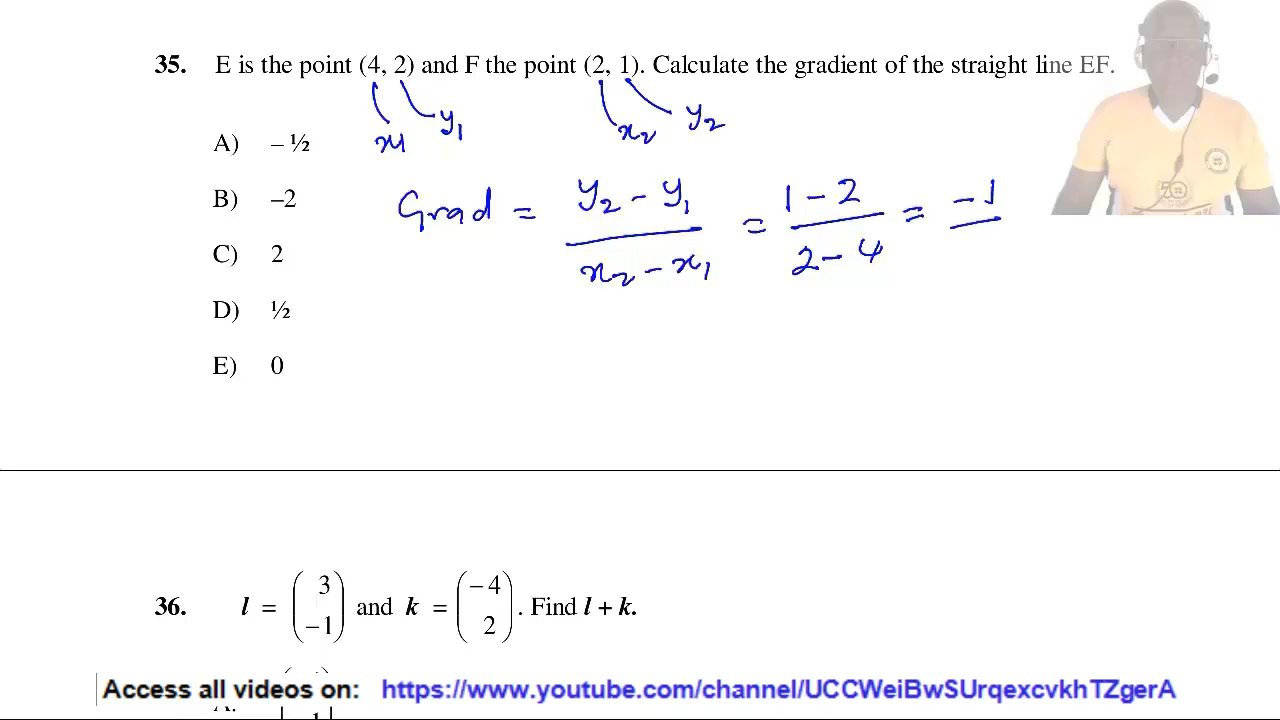 35. E is the point (4, 2) and F the point (2, 1). Calculate the gradient of the straight line EF.
x1 y1 x2 y2
A) – ½
B) –2
Grad = y2 - y1 / x2 - x1 = 1 - 2 / 2 - 4 = -1
C) 2
D) ½
E) 0
36. l = (3 −1) and k = (−4 2). Find l + k.
Access all videos on: https://www.youtube.com/channel/UCCWeiBwSUrqexcvkhTZgerA